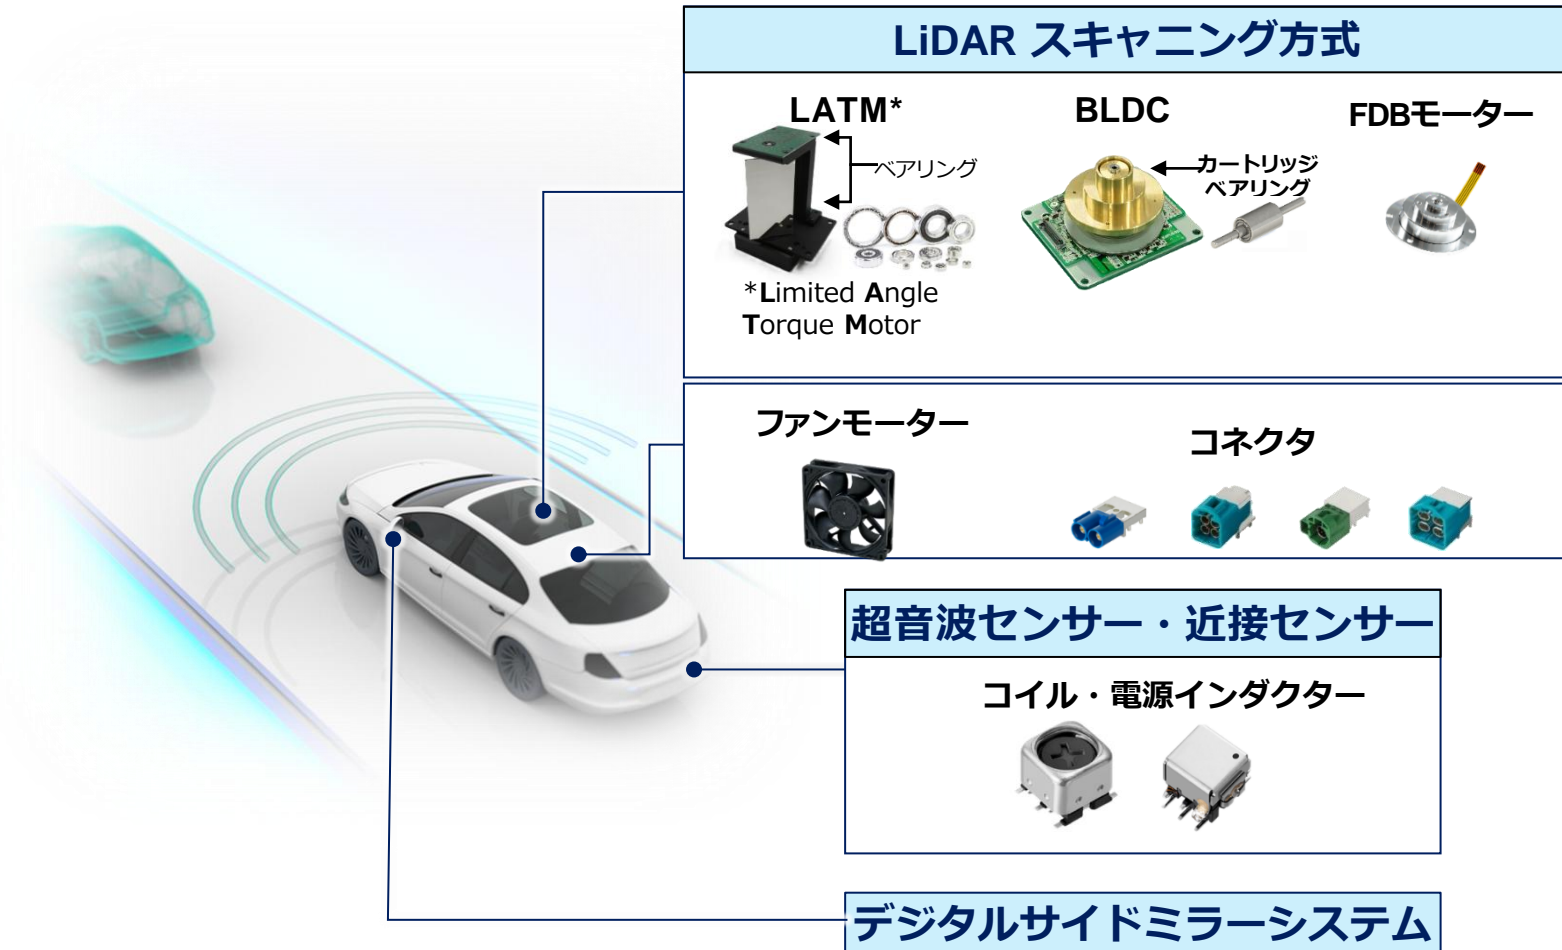 LiDAR スキャニング方式
LATM*
BLDC
FDBモーター
ベアリング
カートリッジ
ベアリング
*Limited Angle
Torque Motor
ファンモーター
コネクタ
超音波センサー・近接センサー
コイル・電源インダクター
デジタルサイドミラーシステム